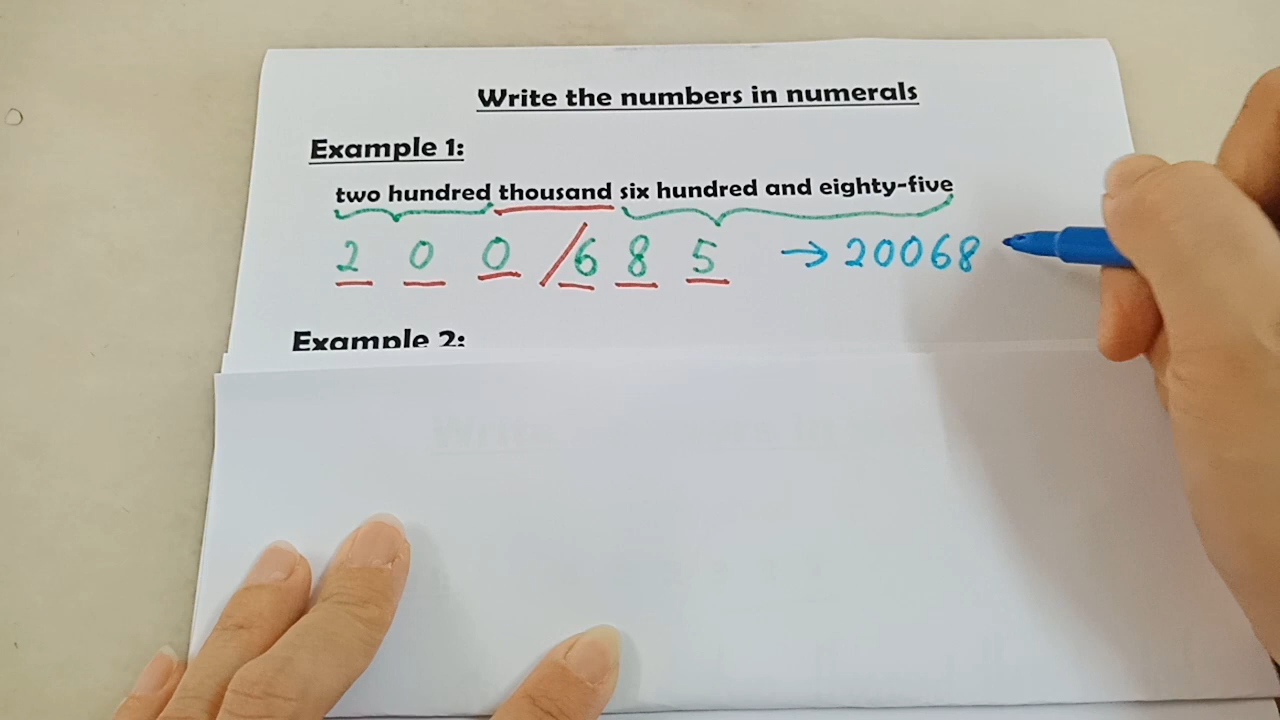 Write the numbers in numerals
Example 1:
two hundred thousand six hundred and eighty-five
2 0 0 / 6 8 5 → 20068
Example 2: